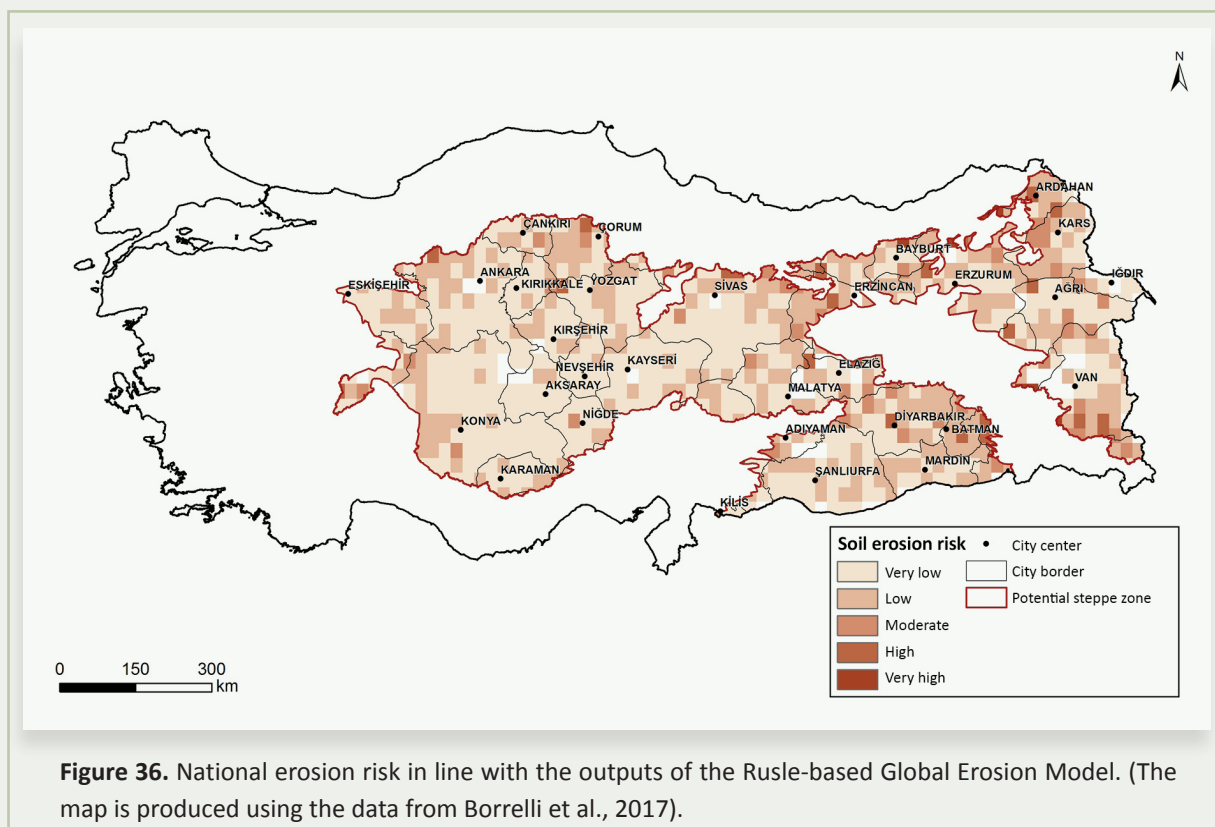 N
ARDAHAN
KARS
ÇANKIRI
ÇORUM
BAYBURT
ANKARA
KIRIKKALE
YOZGAT
ESKİŞEHİR
SİVAS
ERZİNCAN
ERZURUM
IĞDIR
AĞRI
KIRŞEHİR
NEVŞEHİR
KAYSERİ
AKSARAY
ELAZIĞ
MALATYA
VAN
KONYA
NİĞDE
DİYARBAKIR
BATMAN
ADIYAMAN
KARAMAN
ŞANLIURFA
MARDİN
KİLİS
Soil erosion risk
Very low
Low
Moderate
High
Very high
City center
City border
Potential steppe zone
0 150 300
km
Figure 36. National erosion risk in line with the outputs of the Rusle-based Global Erosion Model. (The
map is produced using the data from Borrelli et al., 2017).